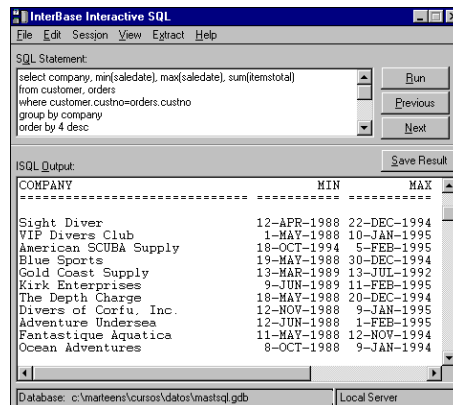 InterBase Interactive SQL
File Edit Session View Extract Help
SQL Statement:
select company, min(saledate), max(saledate), sum(itemstotal)
from customer, orders
where customer.custno=orders.custno
group by company
order by 4 desc
Run
Previous
Next
ISQL Output:
Save Result
COMPANY MIN MAX
============================== =========== ===========
Sight Diver 12-APR-1988 22-DEC-1994
VIP Divers Club 1-MAY-1988 10-JAN-1995
American SCUBA Supply 18-OCT-1994 5-FEB-1995
Blue Sports 19-MAY-1988 30-DEC-1994
Gold Coast Supply 13-MAR-1989 13-JUL-1992
Kirk Enterprises 9-JUN-1989 11-FEB-1995
The Depth Charge 18-MAY-1988 20-DEC-1994
Divers of Corfu, Inc. 12-NOV-1988 9-JAN-1995
Adventure Undersea 12-JUN-1988 1-FEB-1995
Fantastique Aquatica 11-MAY-1988 12-NOV-1994
Ocean Adventures 8-OCT-1988 9-JAN-1994
Database: c:\marteens\cursos\datos\mastsql.gdb
Local Server